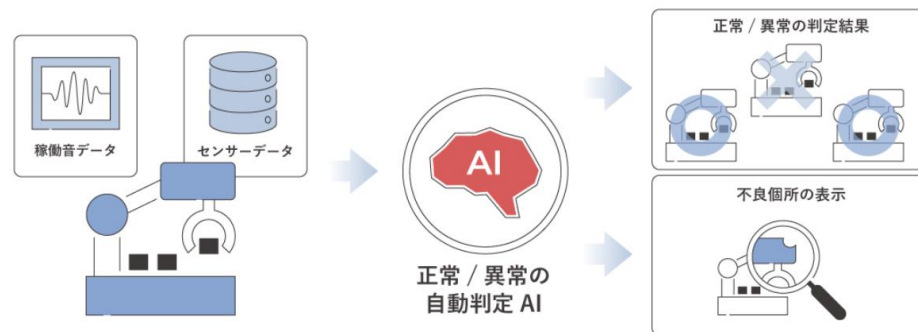 稼働音データ
センサーデータ
AI
正常 / 異常の
自動判定 AI
正常 / 異常の判定結果
不良個所の表示